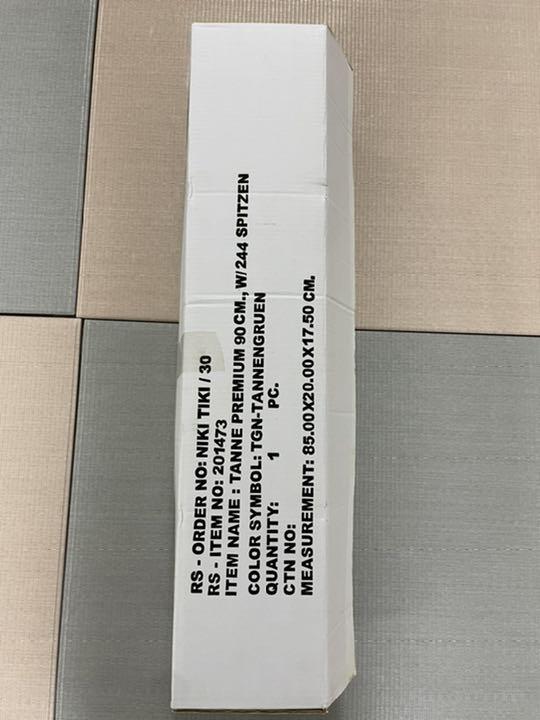 RS - ORDER NO: NIKI TIKI / 30
RS - ITEM NO: 201473
ITEM NAME : TANNE PREMIUM 90 CM., W/244 SPITZEN
COLOR SYMBOL: TGN-TANNENGRUEN
QUANTITY: 1 PC.
CTN NO:
MEASUREMENT: 85.00X20.00X17.50 CM.